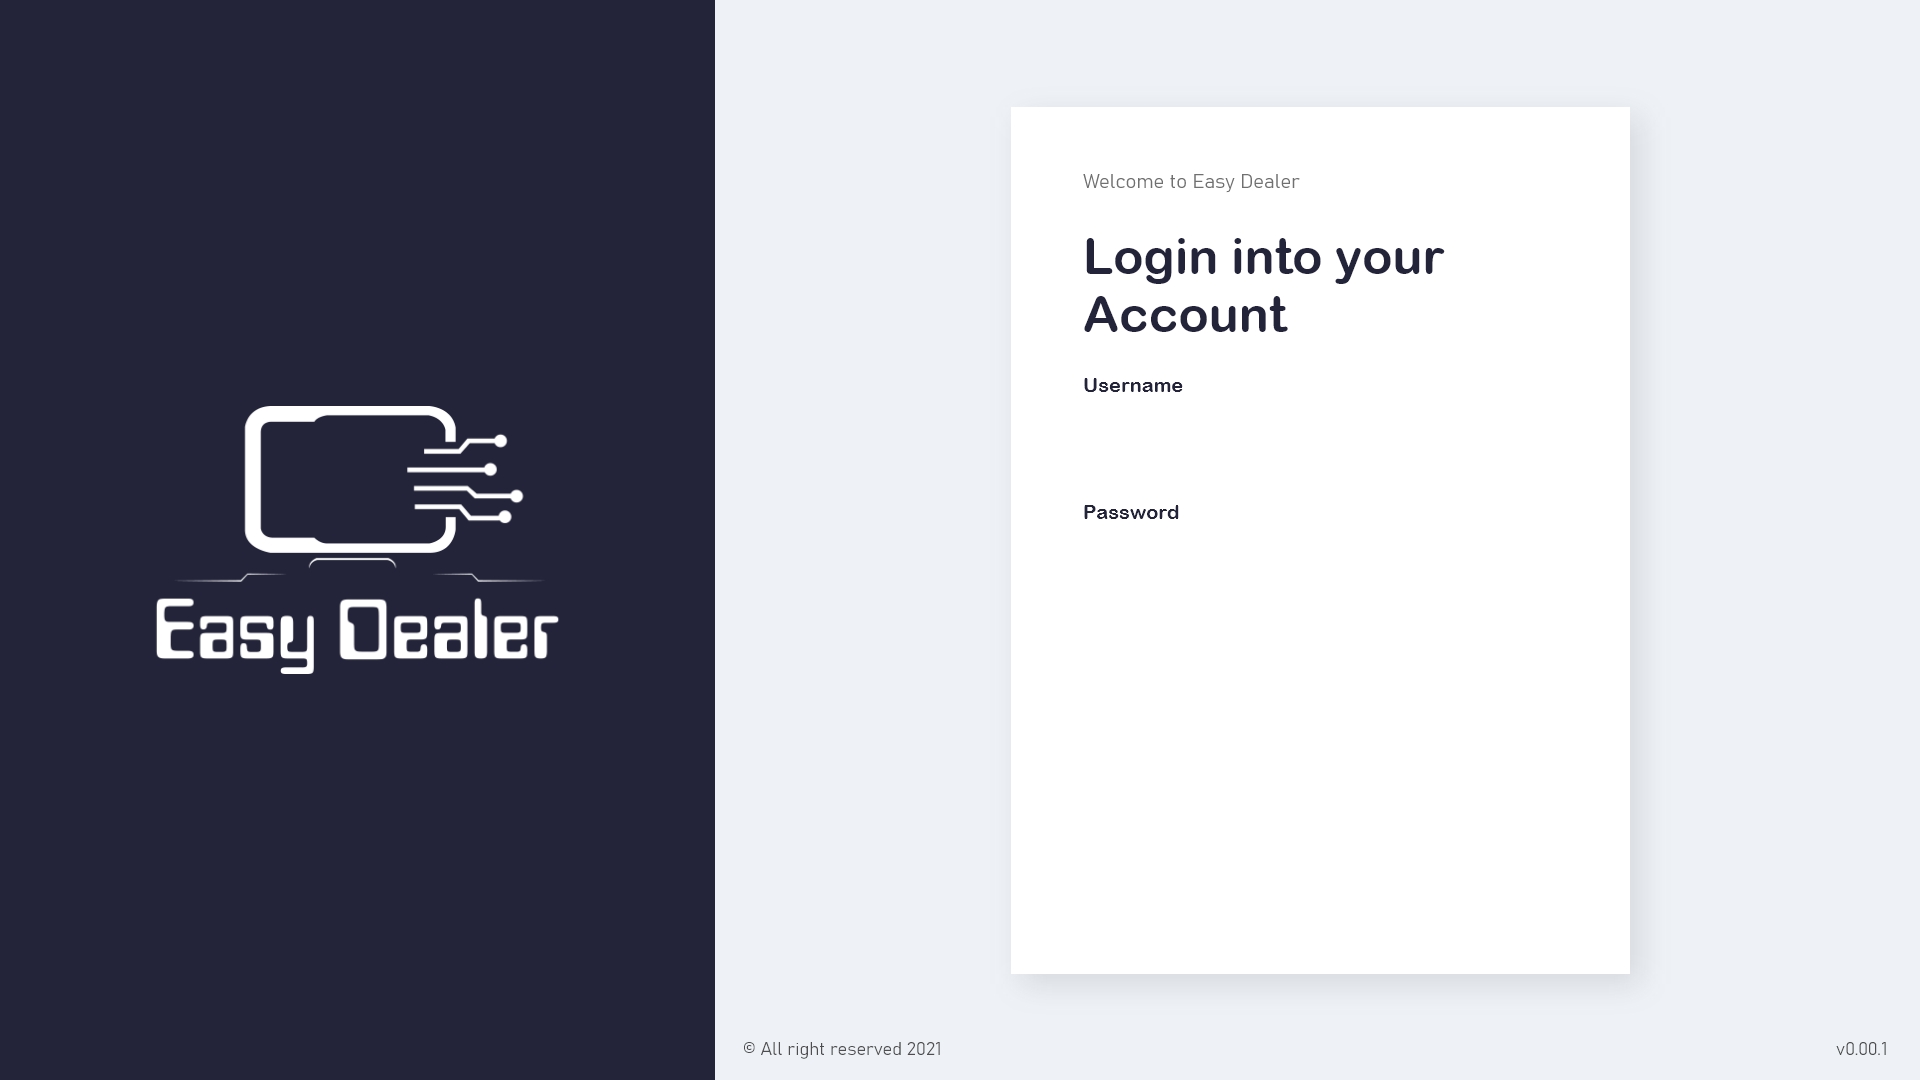 Easy Dealer
Welcome to Easy Dealer
Login into your
Account
Username
Password
© All right reserved 2021
v0.00.1